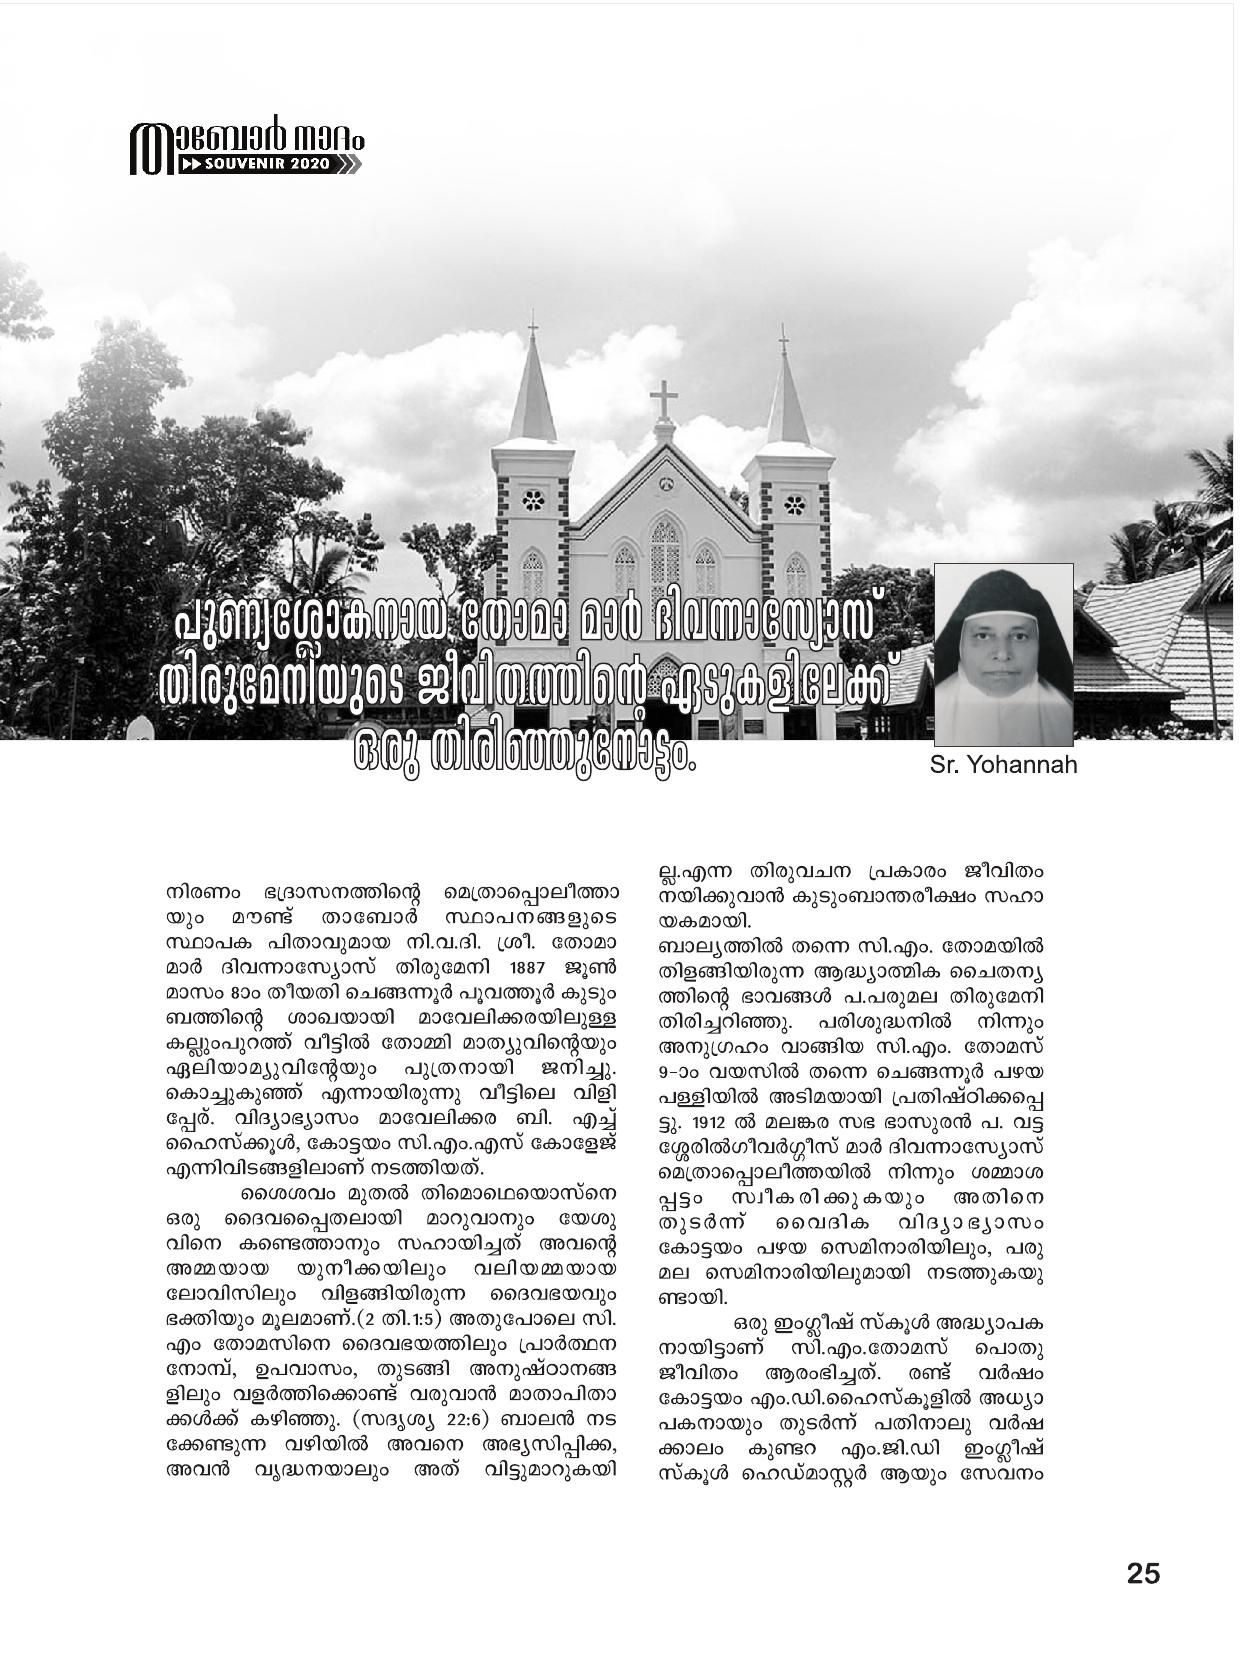 താബോർ നാദം
SOUVENIR 2020
പുണ്യശ്ലോകനായ തോമാ മാർ ദിവന്നാസ്യോസ്
തിരുമേനിയുടെ ജീവിതത്തിന്റെ ഏടുകളിലേക്ക്
ഒരു തിരിഞ്ഞുനോട്ടം.
Sr. Yohannah
നിരണം ഭദ്രാസനത്തിന്റെ മെത്രാപ്പൊലീത്താ
യും മൗണ്ട് താബോർ സ്ഥാപനങ്ങളുടെ
സ്ഥാപക പിതാവുമായ നി.വ.ദി. ശ്രീ. തോമാ
മാർ ദിവന്നാസ്യോസ് തിരുമേനി 1887 ജൂൺ
മാസം 8ാം തീയതി ചെങ്ങന്നൂർ പൂവത്തൂർ കുടും
ബത്തിന്റെ ശാഖയായി മാവേലിക്കരയിലുള്ള
കല്ലുംപുറത്ത് വീട്ടിൽ തോമ്മി മാത്യുവിന്റെയും
ഏലിയാമ്യുവിന്റേയും പുത്രനായി ജനിച്ചു.
കൊച്ചുകുഞ്ഞ് എന്നായിരുന്നു വീട്ടിലെ വിളി
പ്പേര്. വിദ്യാഭ്യാസം മാവേലിക്കര ബി. എച്ച്
ഹൈസ്ക്കൂൾ, കോട്ടയം സി.എം.എസ് കോളേജ്
എന്നിവിടങ്ങളിലാണ് നടത്തിയത്.
ശൈശവം മുതൽ തിമൊഥെയൊസ്നെ
ഒരു ദൈവപ്പൈതലായി മാറുവാനും യേശു
വിനെ കണ്ടെത്താനും സഹായിച്ചത് അവന്റെ
അമ്മയായ യുനീക്കയിലും വലിയമ്മയായ
ലോവിസിലും വിളങ്ങിയിരുന്ന ദൈവഭയവും
ഭക്തിയും മൂലമാണ്.(2 തി.1:5) അതുപോലെ സി.
എം തോമസിനെ ദൈവഭയത്തിലും പ്രാർത്ഥന
നോമ്പ്, ഉപവാസം, തുടങ്ങി അനുഷ്ഠാനങ്ങ
ളിലും വളർത്തിക്കൊണ്ട് വരുവാൻ മാതാപിതാ
ക്കൾക്ക് കഴിഞ്ഞു. (സദൃശ്യ 22:6) ബാലൻ നട
ക്കേണ്ടുന്ന വഴിയിൽ അവനെ അഭ്യസിപ്പിക്ക,
അവൻ വൃദ്ധനയാലും അത് വിട്ടുമാറുകയി
ല്ല.എന്ന തിരുവചന പ്രകാരം ജീവിതം
നയിക്കുവാൻ കുടുംബാന്തരീക്ഷം സഹാ
യകമായി.
ബാല്യത്തിൽ തന്നെ സി.എം. തോമയിൽ
തിളങ്ങിയിരുന്ന ആദ്ധ്യാത്മിക ചൈതന്യ
ത്തിന്റെ ഭാവങ്ങൾ പ.പരുമല തിരുമേനി
തിരിച്ചറിഞ്ഞു. പരിശുദ്ധനിൽ നിന്നും
അനുഗ്രഹം വാങ്ങിയ സി.എം. തോമസ്
9-ാം വയസിൽ തന്നെ ചെങ്ങന്നൂർ പഴയ
പള്ളിയിൽ അടിമയായി പ്രതിഷ്ഠിക്കപ്പെ
ട്ടു. 1912 ൽ മലങ്കര സഭ ഭാസുരൻ പ. വട്ട
ശ്ശേരിൽഗീവർഗ്ഗീസ് മാർ ദിവന്നാസ്യോസ്
മെത്രാപ്പൊലീത്തയിൽ നിന്നും ശമ്മാശ
പ്പട്ടം സ്വീകരിക്കുകയും അതിനെ
തുടർന്ന് വൈദിക വിദ്യാഭ്യാസം
കോട്ടയം പഴയ സെമിനാരിയിലും, പരു
മല സെമിനാരിയിലുമായി നടത്തുകയു
ണ്ടായി.
ഒരു ഇംഗ്ലീഷ് സ്കൂൾ അദ്ധ്യാപക
നായിട്ടാണ് സി.എം.തോമസ് പൊതു
ജീവിതം ആരംഭിച്ചത്. രണ്ട് വർഷം
കോട്ടയം എം.ഡി.ഹൈസ്കൂളിൽ അധ്യാ
പകനായും തുടർന്ന് പതിനാലു വർഷ
ക്കാലം കുണ്ടറ എം.ജി.ഡി ഇംഗ്ലീഷ്
സ്കൂൾ ഹെഡ്മാസ്റ്റർ ആയും സേവനം
25